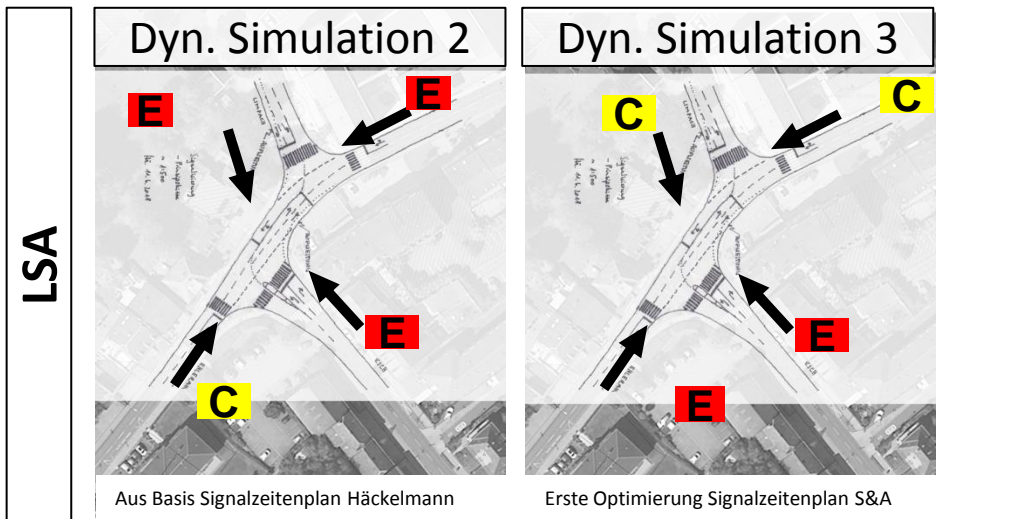 LSA
Dyn. Simulation 2
E
E
E
C
Aus Basis Signalzeitenplan Häckelmann
Dyn. Simulation 3
C
C
E
E
Erste Optimierung Signalzeitenplan S&A